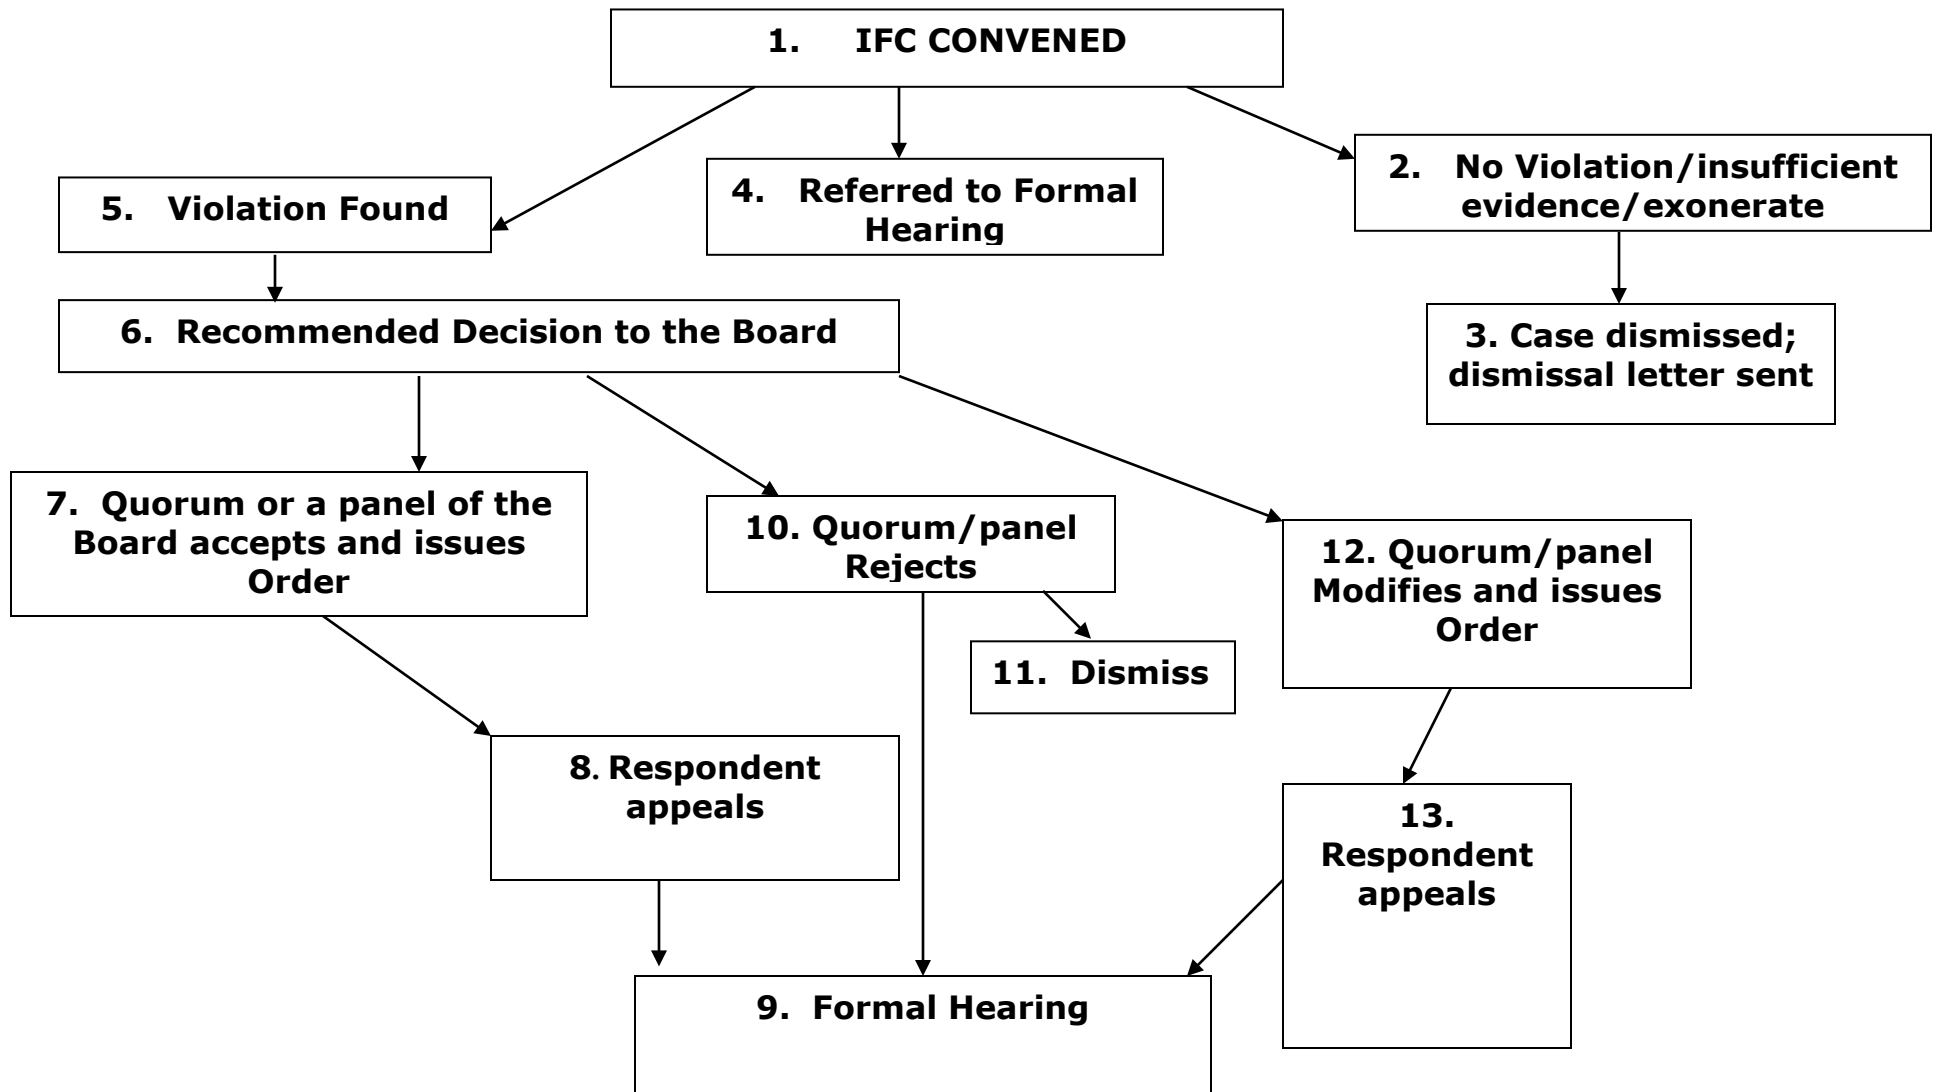 1. IFC CONVENED
2. No Violation/insufficient
evidence/exonerate
4. Referred to Formal
Hearing
5. Violation Found
6. Recommended Decision to the Board
3. Case dismissed;
dismissal letter sent
7. Quorum or a panel of the
Board accepts and issues
Order
10. Quorum/panel
Rejects
12. Quorum/panel
Modifies and issues
Order
11. Dismiss
8. Respondent
appeals
13.
Respondent
appeals
9. Formal Hearing